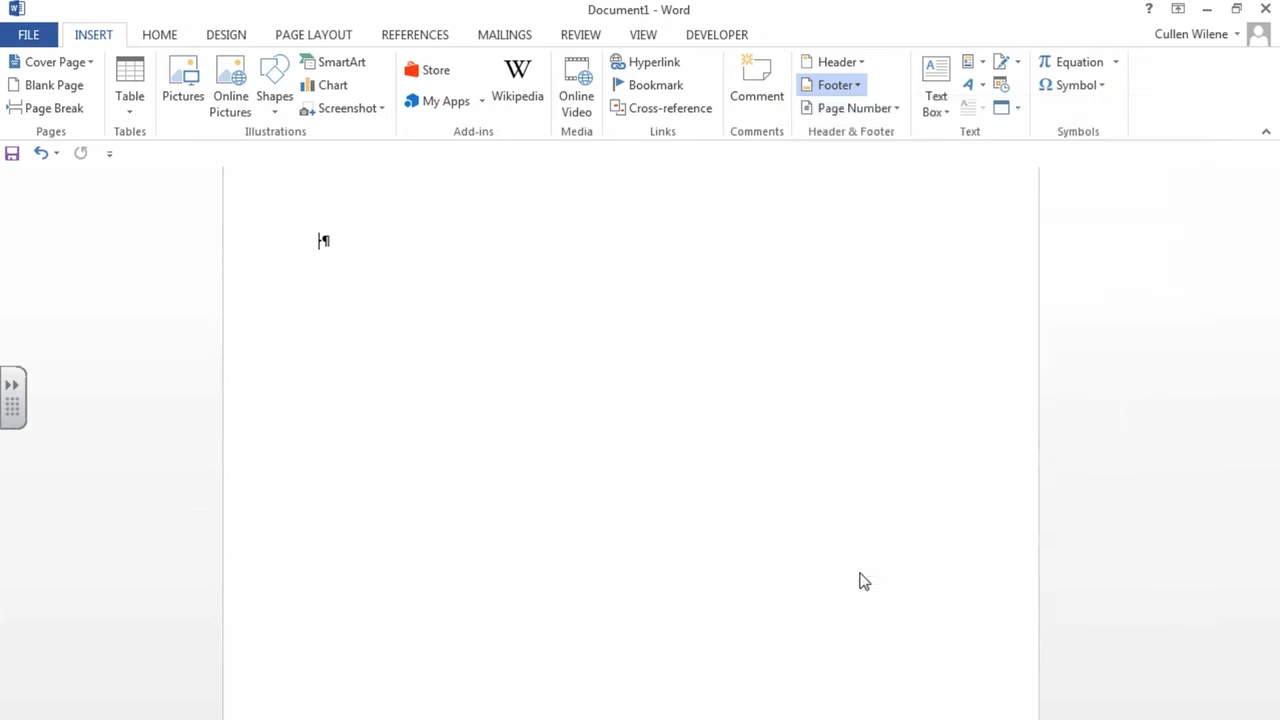 Document1 - Word
?
FILE INSERT HOME DESIGN PAGE LAYOUT REFERENCES MAILINGS REVIEW VIEW DEVELOPER Cullen Wilene
Cover Page
Blank Page
Page Break
Pages
Table
Tables
Pictures
Online Pictures
Shapes
SmartArt
Chart
Screenshot
Illustrations
Store
My Apps
W
Wikipedia
Add-ins
Online Video
Media
Hyperlink
Bookmark
Cross-reference
Links
Comment
Comments
Header
Footer
Page Number
Header & Footer
A
Text Box
A
Text
π Equation
Ω Symbol
Symbols
¶